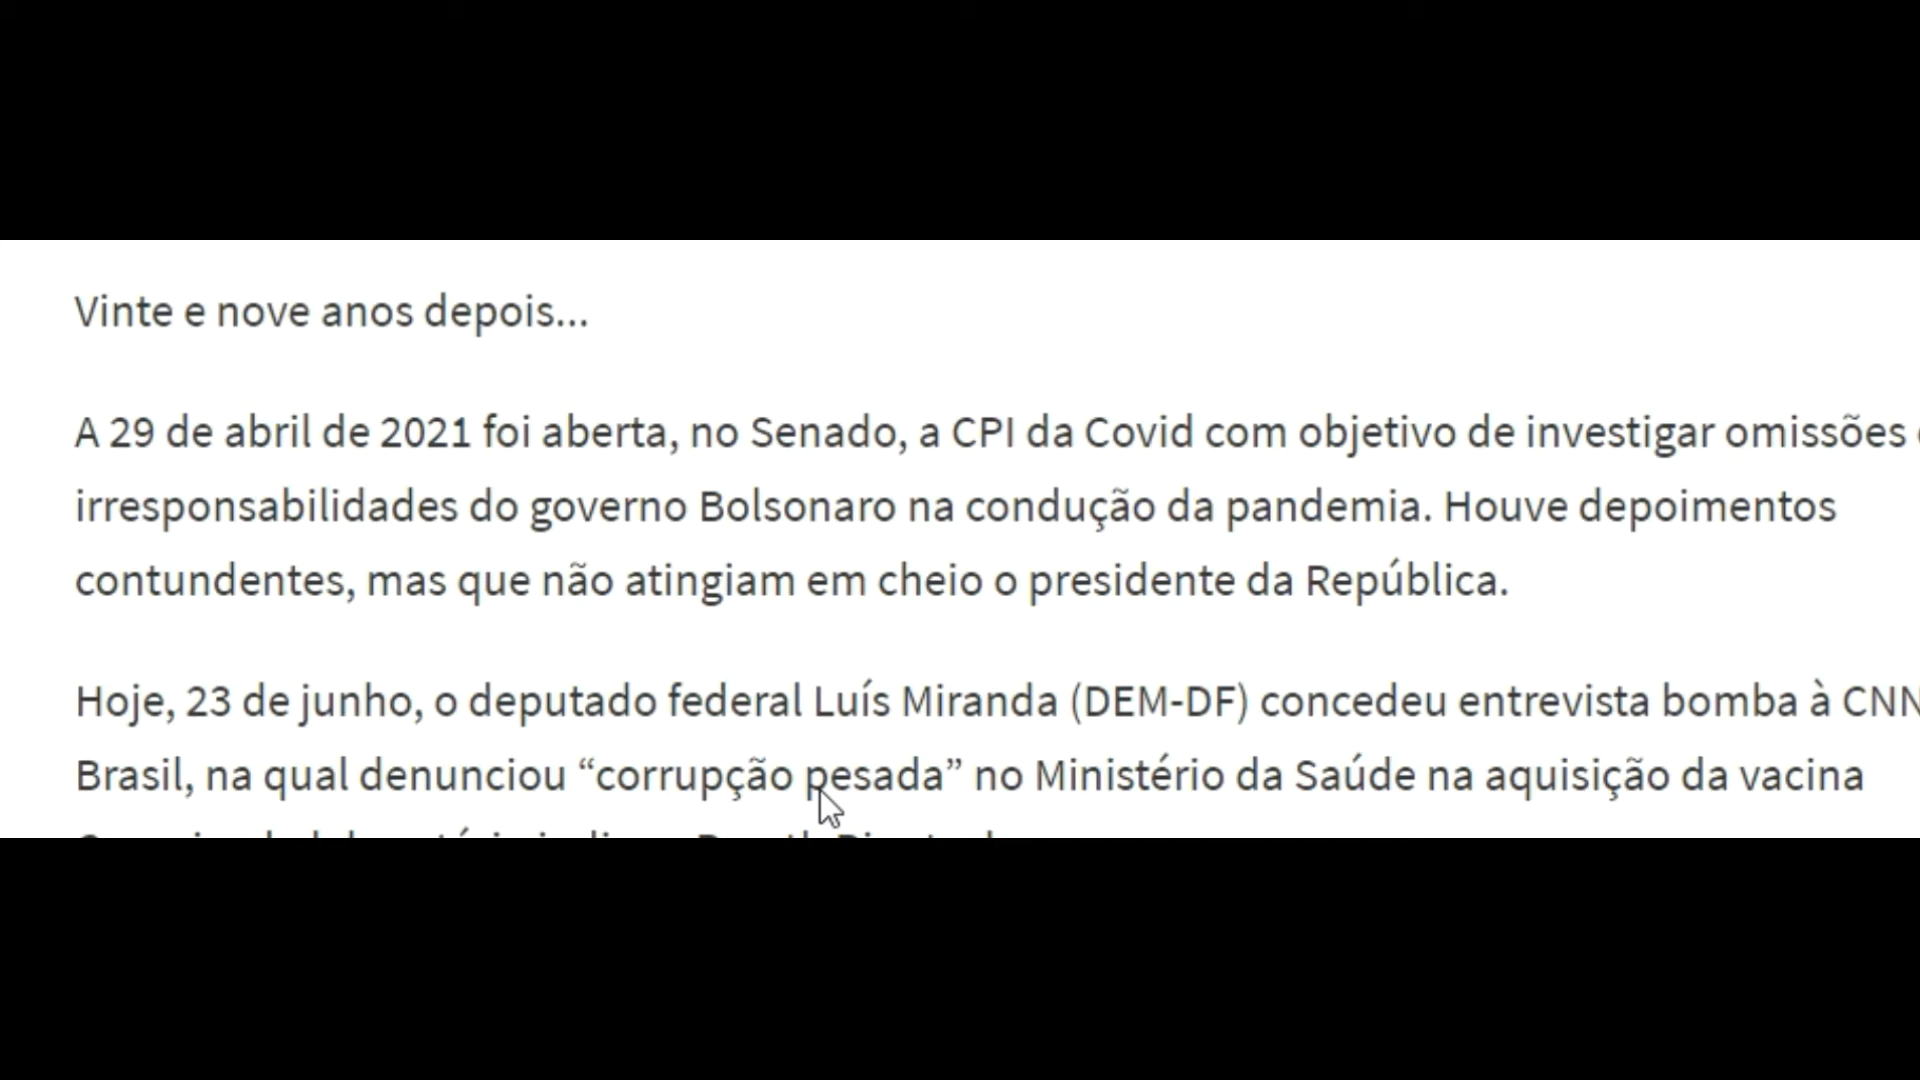 Vinte e nove anos depois...
A 29 de abril de 2021 foi aberta, no Senado, a CPI da Covid com objetivo de investigar omissões
irresponsabilidades do governo Bolsonaro na condução da pandemia. Houve depoimentos
contundentes, mas que não atingiam em cheio o presidente da República.
Hoje, 23 de junho, o deputado federal Luís Miranda (DEM-DF) concedeu entrevista bomba à CNN
Brasil, na qual denunciou “corrupção pesada” no Ministério da Saúde na aquisição da vacina